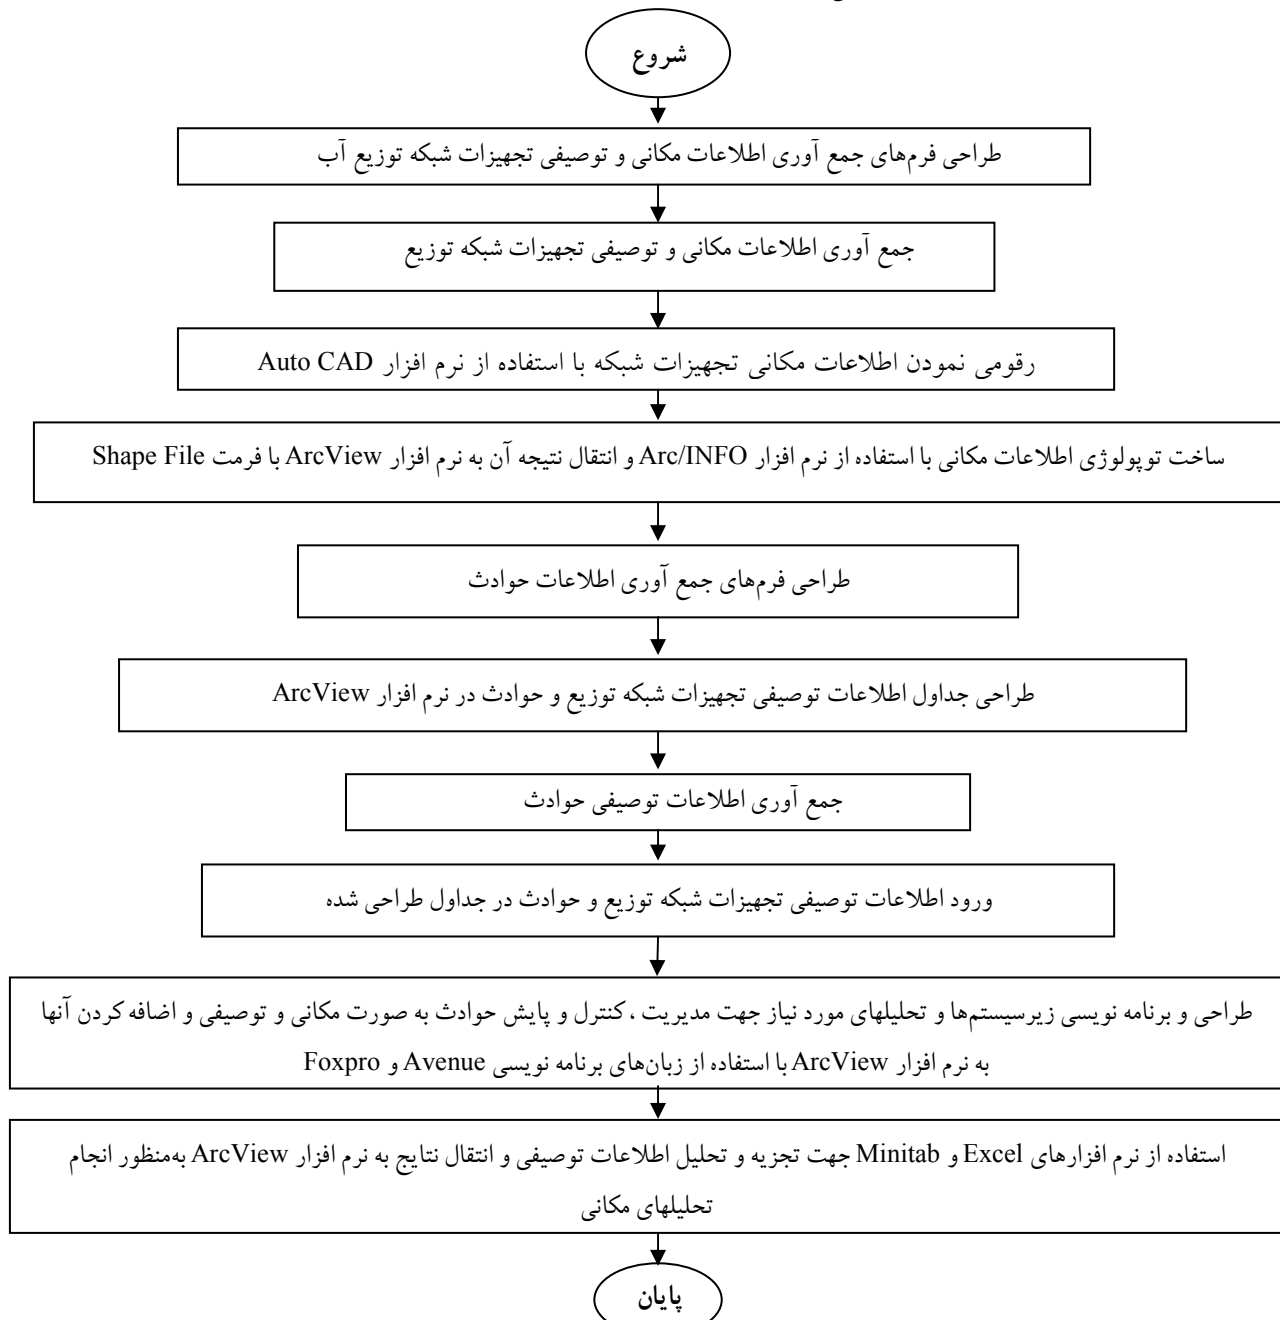 شروع
طراحی فرم‌های جمع آوری اطلاعات مکانی و توصیفی تجهیزات شبکه توزیع آب
جمع آوری اطلاعات مکانی و توصیفی تجهیزات شبکه توزیع
رقومی نمودن اطلاعات مکانی تجهیزات شبکه با استفاده از نرم افزار Auto CAD
ساخت توپولوژی اطلاعات مکانی با استفاده از نرم افزار Arc/INFO و انتقال نتیجه آن به نرم افزار ArcView با فرمت Shape File
طراحی فرم‌های جمع آوری اطلاعات حوادث
طراحی جداول اطلاعات توصیفی تجهیزات شبکه توزیع و حوادث در نرم افزار ArcView
جمع آوری اطلاعات توصیفی حوادث
ورود اطلاعات توصیفی تجهیزات شبکه توزیع و حوادث در جداول طراحی شده
طراحی و برنامه نویسی زیرسیستم‌ها و تحلیلهای مورد نیاز جهت مدیریت ، کنترل و پایش حوادث به صورت مکانی و توصیفی و اضافه کردن آنها
به نرم افزار ArcView با استفاده از زبان‌های برنامه نویسی Avenue و Foxpro
استفاده از نرم افزارهای Excel و Minitab جهت تجزیه و تحلیل اطلاعات توصیفی و انتقال نتایج به نرم افزار ArcView به‌منظور انجام
تحلیلهای مکانی
پایان